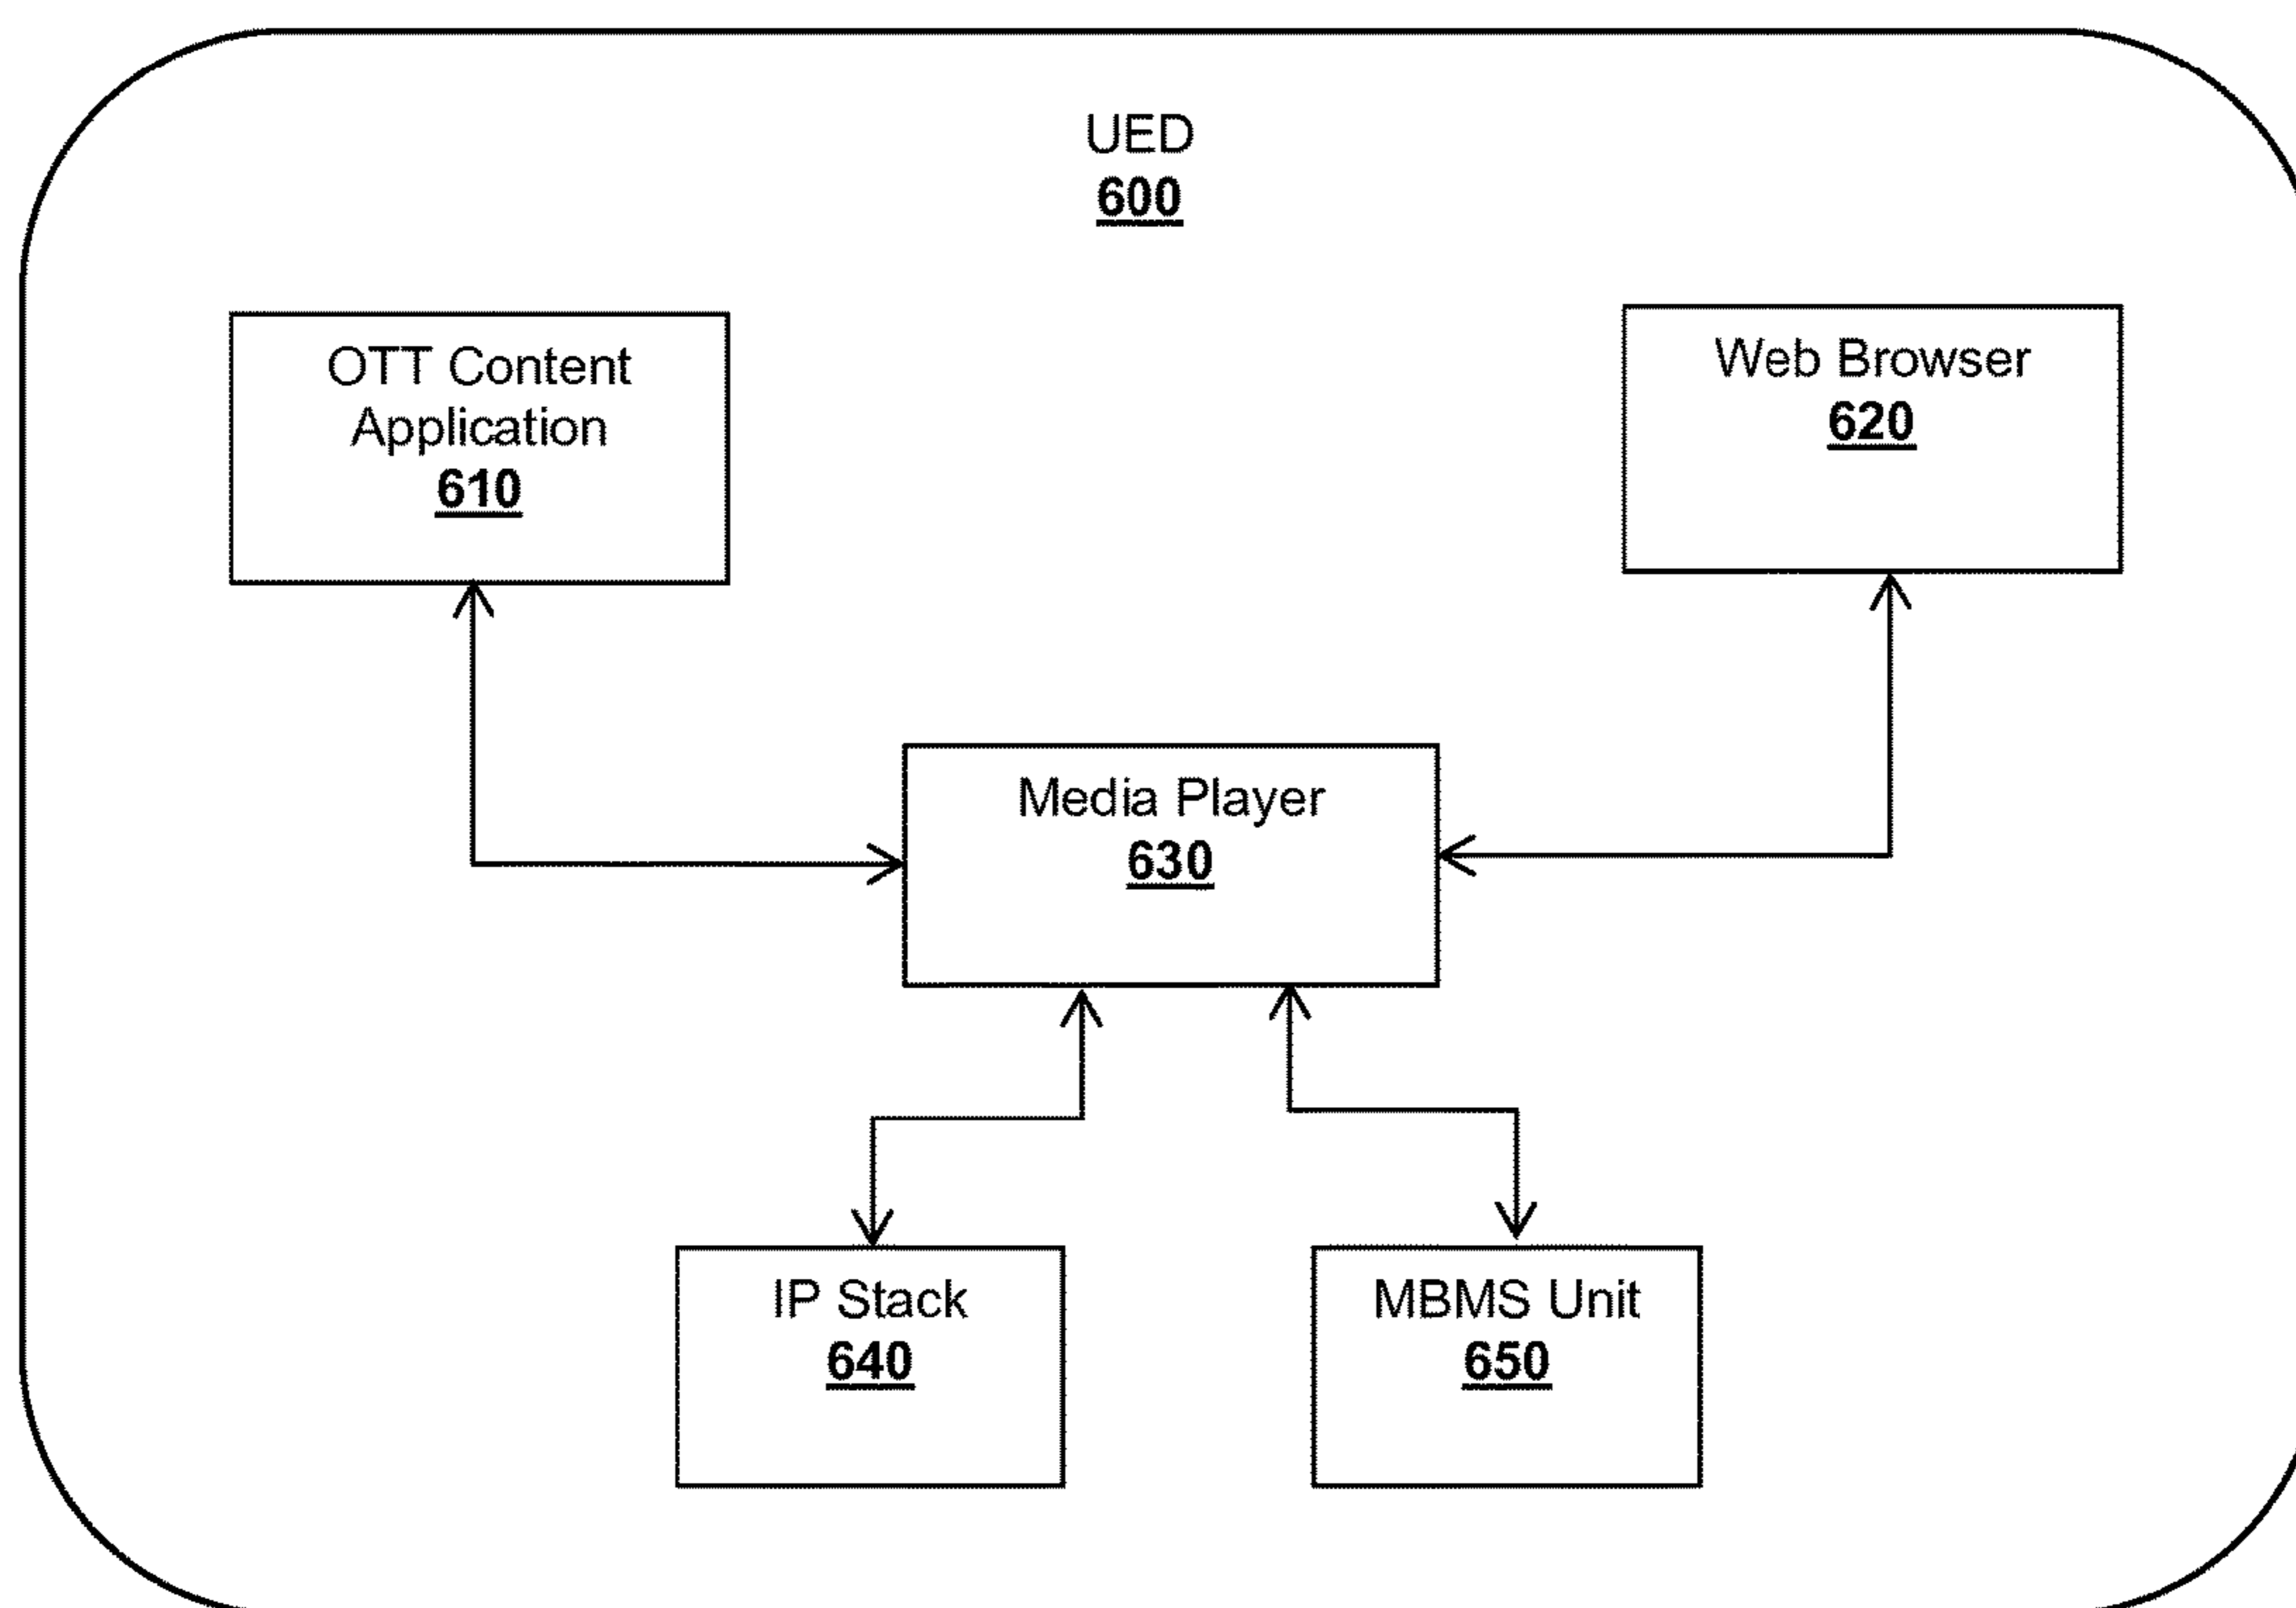 UED
600
OTT Content
Application
610
Web Browser
620
Media Player
630
IP Stack
640
MBMS Unit
650